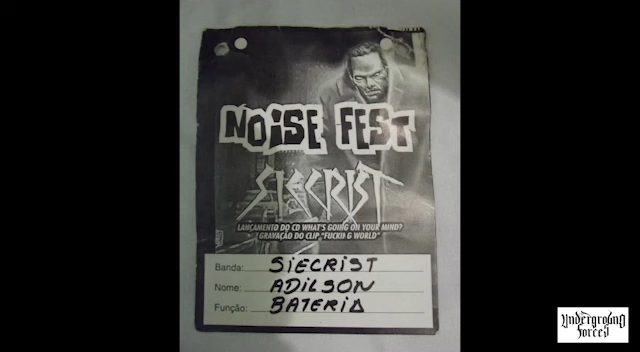 NOISE FEST
SIECRIST
LANÇAMENTO DO CD WHAT'S GOING ON YOUR MIND?
GRAVAÇÃO DO CLIP "FUCKING WORLD"
Banda: SIECRIST
Nome: ADILSON
Função: BATERIA
Underground
Forces